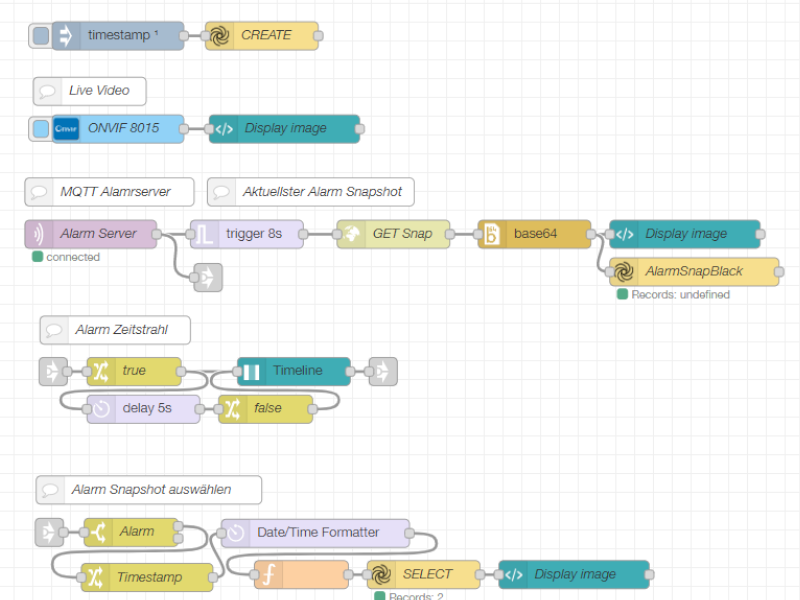 timestamp ¹
CREATE
Live Video
Onvif
ONVIF 8015
</> Display image
MQTT Alamrserver
Aktuellster Alarm Snapshot
Alarm Server
trigger 8s
GET Snap
base64
</> Display image
connected
AlarmSnapBlack
Records: undefined
Alarm Zeitstrahl
true
Timeline
delay 5s
false
Alarm Snapshot auswählen
Alarm
Date/Time Formatter
Timestamp
f
SELECT
</> Display image
Records: 2